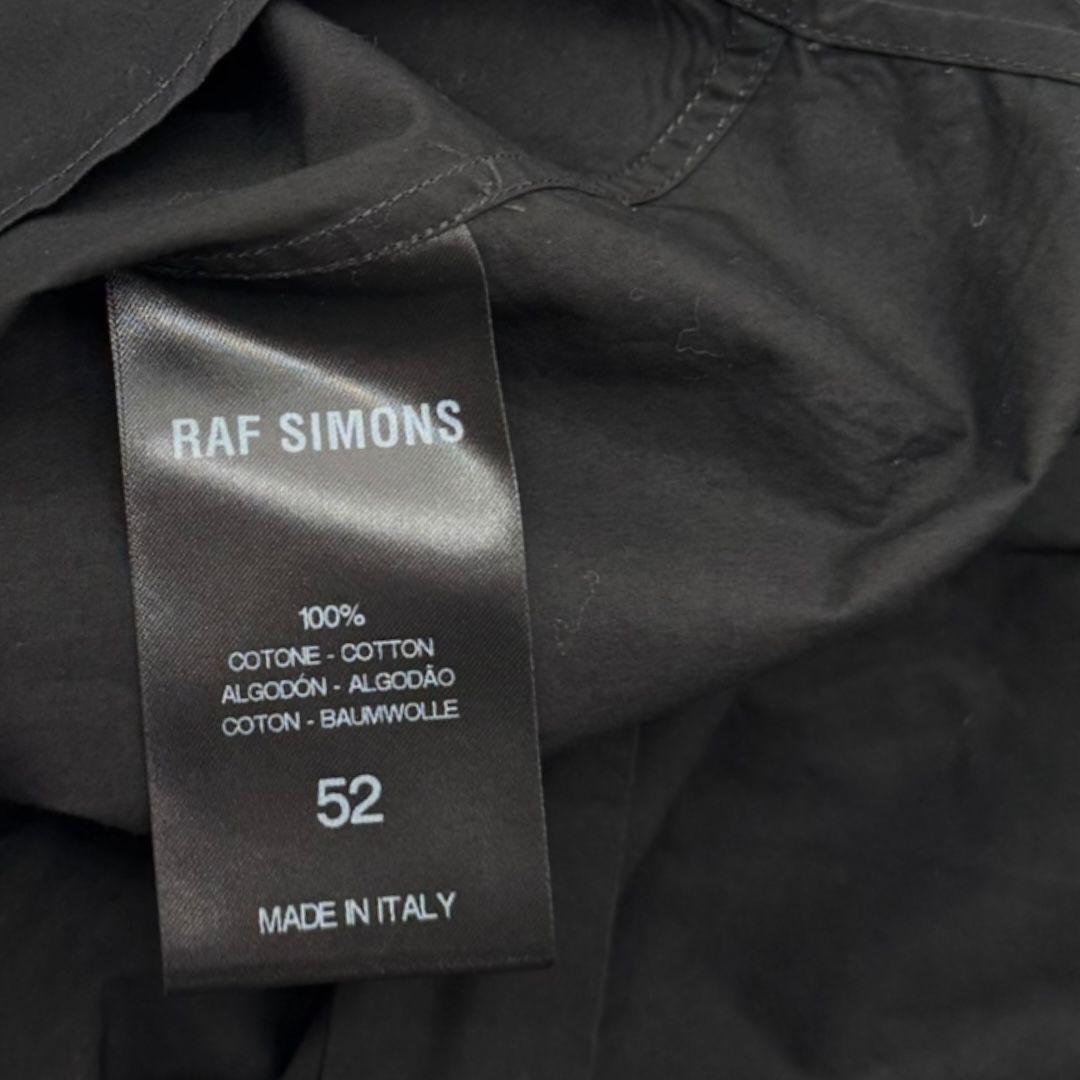 RAF SIMONS
100%
COTONE - COTTON
ALGODÓN - ALGODÃO
COTON - BAUMWOLLE
52
MADE IN ITALY